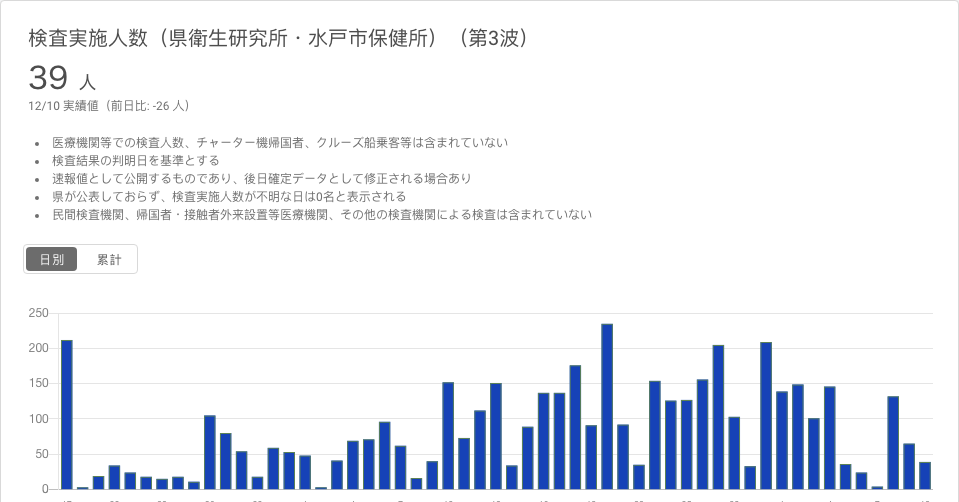 検査実施人数（県衛生研究所・水戸市保健所）（第3波）
39 人
12/10 実績値（前日比: -26 人）
医療機関等での検査人数、チャーター機帰国者、クルーズ船乗客等は含まれていない
検査結果の判明日を基準とする
速報値として公開するものであり、後日確定データとして修正される場合あり
県が公表しておらず、検査実施人数が不明な日は0名と表示される
民間検査機関、帰国者・接触者外来設置等医療機関、その他の検査機関による検査は含まれていない
日別 累計
250
200
150
100
50
0